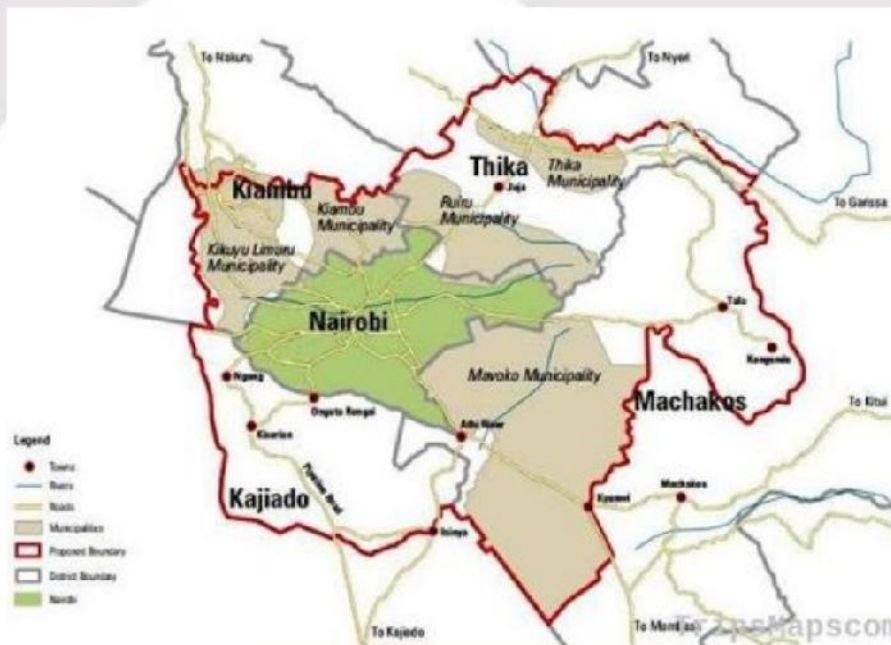 To Nakuru
To Nyeri
Thika
Thika
Municipality
Juja
Kiambu
Kiambu
Municipality
Ruiru
Municipality
To Garissa
Kikuyu Limuru
Municipality
Nairobi
Tala
Kangundo
Mavoko Municipality
Machakos
Ngong
Ongata Rongai
To Kitui
Kiserian
Athi River
Legend
Towns
Rivers
Roads
Municipalities
Proposed Boundary
District Boundary
Nairobi
Kajiado
Machakos
Isinya
To Kajiado
To
TripsMapscom